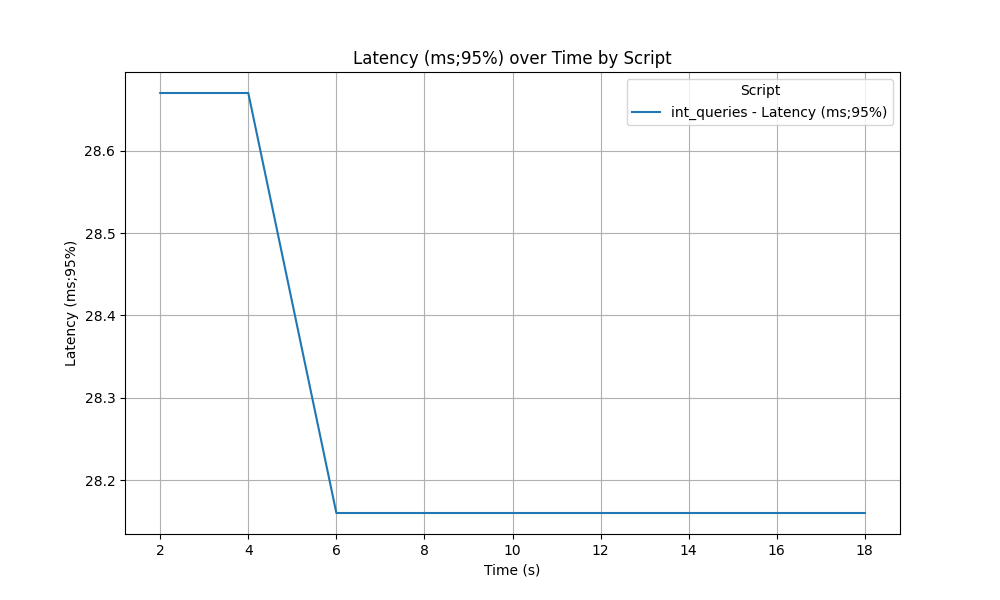 Latency (ms;95%) over Time by Script
Script
int_queries - Latency (ms;95%)
Latency (ms;95%)
28.6
28.5
28.4
28.3
28.2
2 4 6 8 10 12 14 16 18
Time (s)